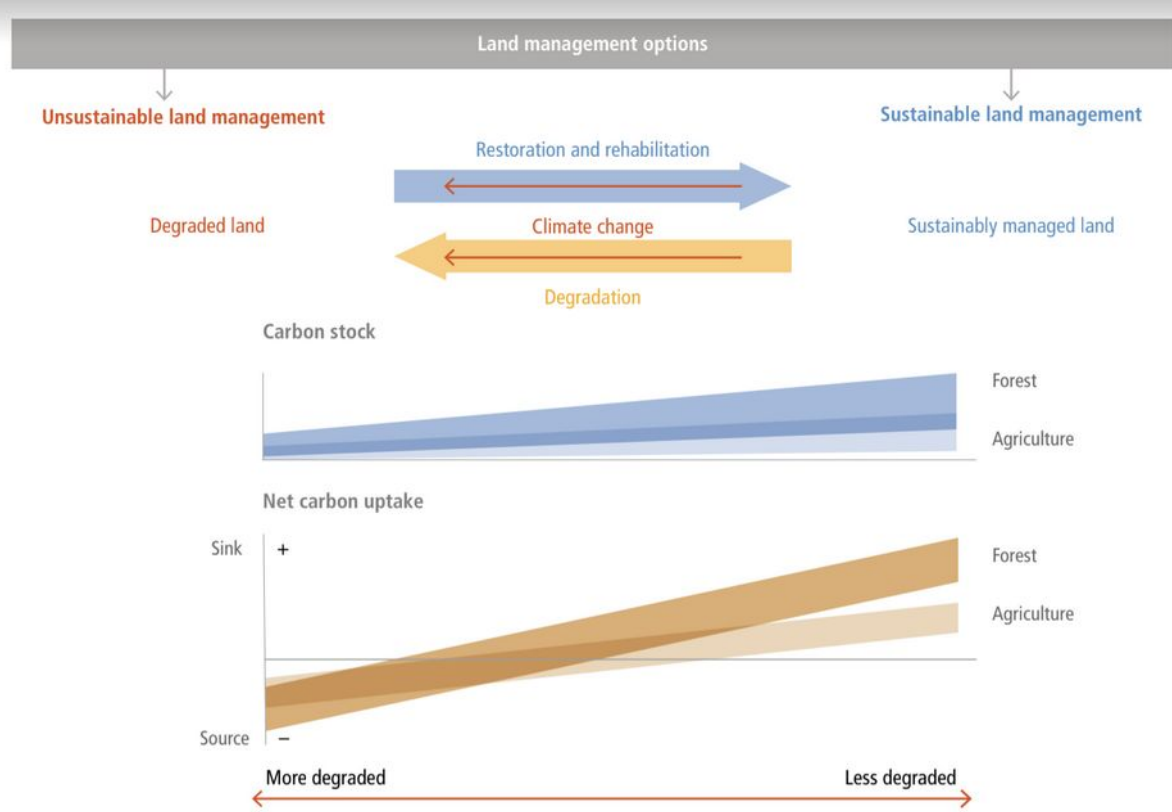 Land management options
Unsustainable land management
Sustainable land management
Restoration and rehabilitation
Degraded land
Climate change
Sustainably managed land
Degradation
Carbon stock
Forest
Agriculture
Net carbon uptake
Sink +
Forest
Agriculture
Source −
More degraded
Less degraded